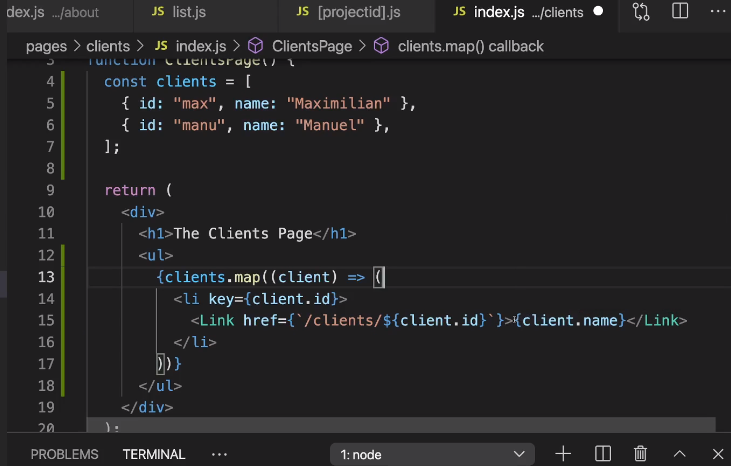 dex.js .../about JS list.js JS [projectid].js JS index.js .../clients
pages > clients > JS index.js > ClientsPage > clients.map() callback
3 function ClientsPage() {
4 const clients = [
5 { id: "max", name: "Maximilian" },
6 { id: "manu", name: "Manuel" },
7 ];
8
9 return (
10 <div>
11 <h1>The Clients Page</h1>
12 <ul>
13 {clients.map((client) => (
14 <li key={client.id}>
15 <Link href={`/clients/${client.id}`}>{client.name}</Link>
16 </li>
17 ))}
18 </ul>
19 </div>
20 );
PROBLEMS TERMINAL ... 1: node